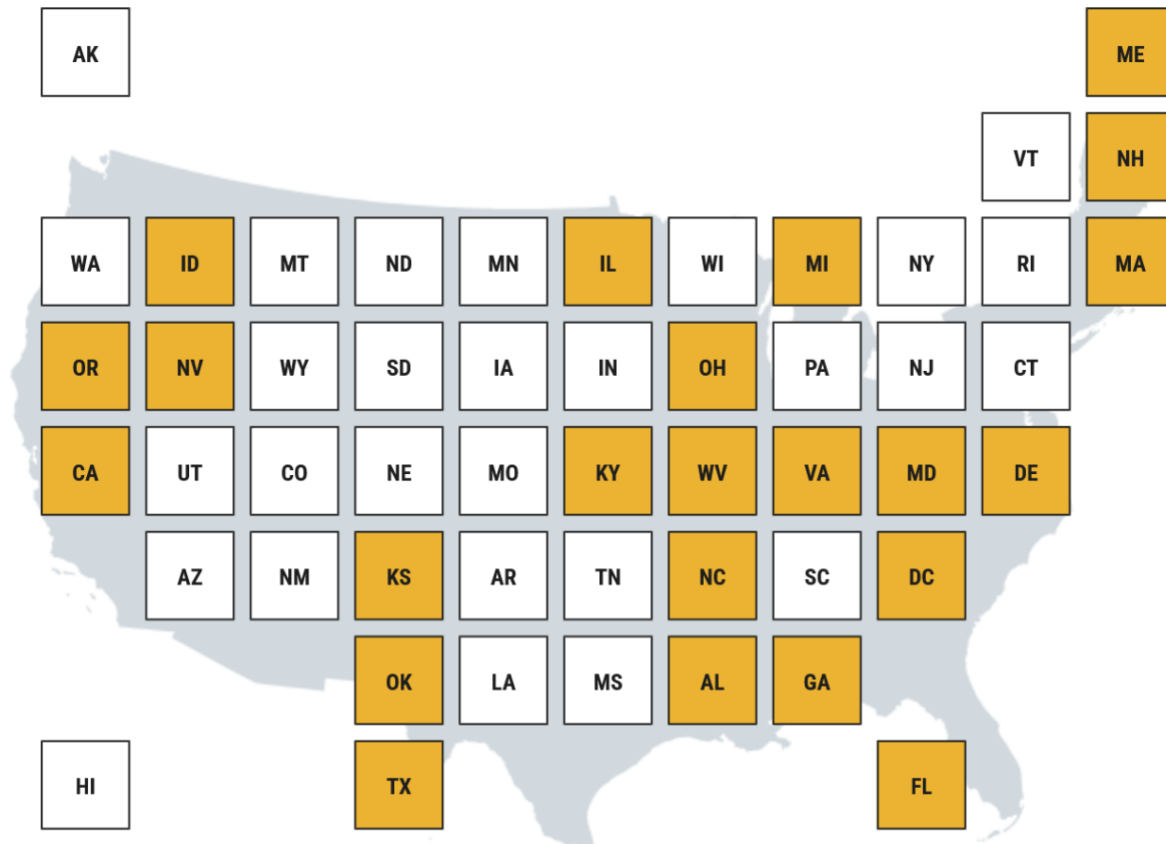 AK ME
VT NH
WA ID MT ND MN IL WI MI NY RI MA
OR NV WY SD IA IN OH PA NJ CT
CA UT CO NE MO KY WV VA MD DE
AZ NM KS AR TN NC SC DC
OK LA MS AL GA
HI TX FL